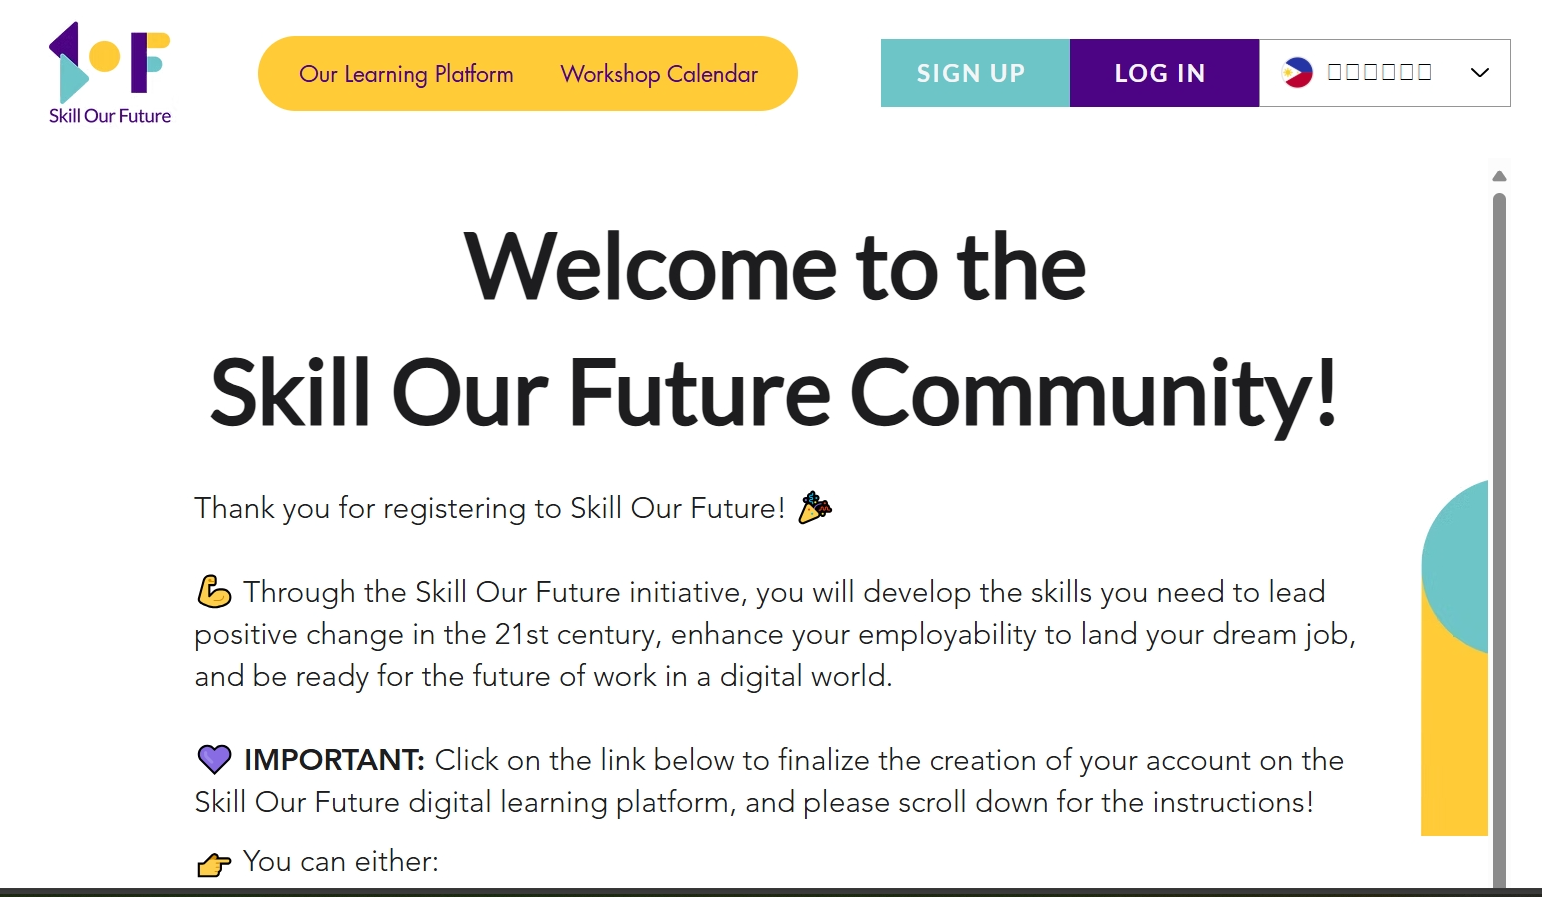 Skill Our Future
Our Learning Platform
Workshop Calendar
SIGN UP
LOG IN
Welcome to the
Skill Our Future Community!
Thank you for registering to Skill Our Future! 🎉
💪 Through the Skill Our Future initiative, you will develop the skills you need to lead
positive change in the 21st century, enhance your employability to land your dream job,
and be ready for the future of work in a digital world.
💜 IMPORTANT: Click on the link below to finalize the creation of your account on the
Skill Our Future digital learning platform, and please scroll down for the instructions!
👉 You can either: